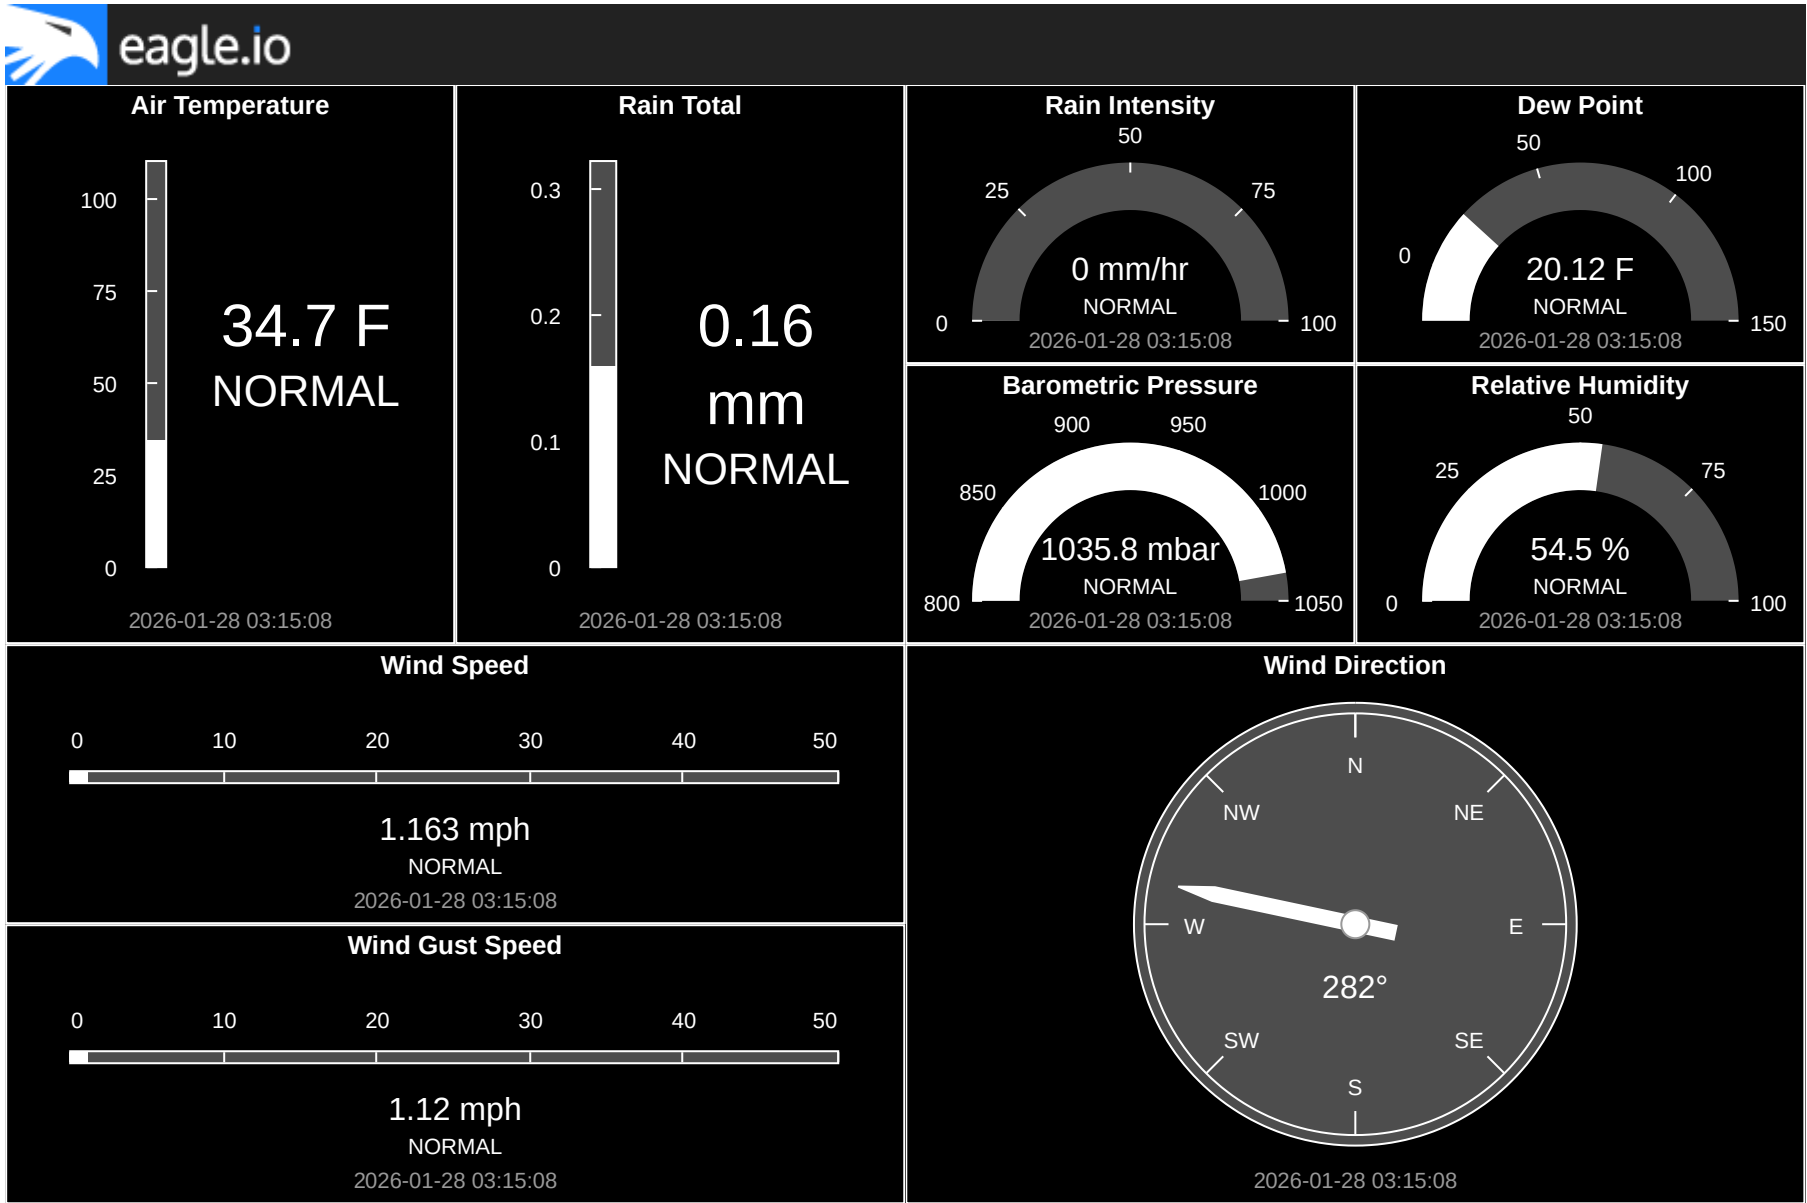 eagle.io
Air Temperature
100
75
50
25
0
34.7 F
NORMAL
2026-01-28 03:15:08
Rain Total
0.3
0.2
0.1
0
0.16
mm
NORMAL
2026-01-28 03:15:08
Rain Intensity
0
25
50
75
100
0 mm/hr
NORMAL
2026-01-28 03:15:08
Dew Point
0
50
100
150
20.12 F
NORMAL
2026-01-28 03:15:08
Barometric Pressure
800
850
900
950
1000
1050
1035.8 mbar
NORMAL
2026-01-28 03:15:08
Relative Humidity
0
25
50
75
100
54.5 %
NORMAL
2026-01-28 03:15:08
Wind Speed
0 10 20 30 40 50
1.163 mph
NORMAL
2026-01-28 03:15:08
Wind Gust Speed
0 10 20 30 40 50
1.12 mph
NORMAL
2026-01-28 03:15:08
Wind Direction
N
NW NE
W E
282°
SW SE
S
2026-01-28 03:15:08